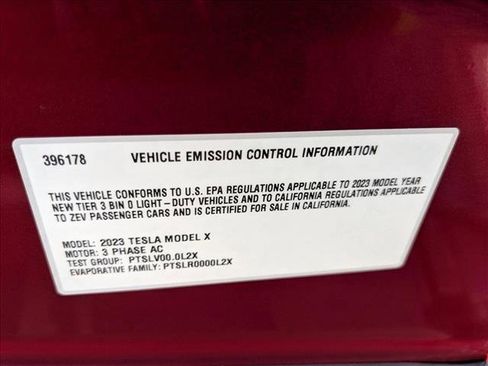 396178 VEHICLE EMISSION CONTROL INFORMATION
THIS VEHICLE CONFORMS TO U.S. EPA REGULATIONS APPLICABLE TO 2023 MODEL YEAR
NEW TIER 3 BIN 0 LIGHT-DUTY VEHICLES AND TO CALIFORNIA REGULATIONS APPLICABLE
TO ZEV PASSENGER CARS AND IS CERTIFIED FOR SALE IN CALIFORNIA.
MODEL: 2023 TESLA MODEL X
MOTOR: 3 PHASE AC
TEST GROUP: PTSLV00.0L2X
EVAPORATIVE FAMILY: PTSLR0000L2X